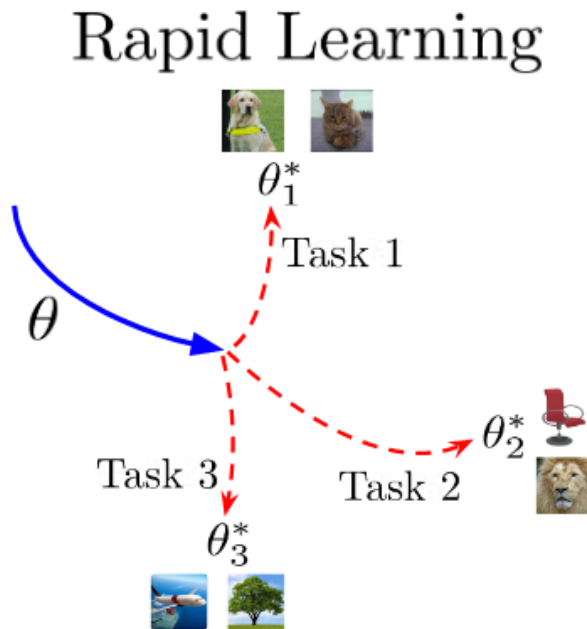 Rapid Learning
θ₁*
Task 1
θ
θ₂*
Task 3
Task 2
θ₃*